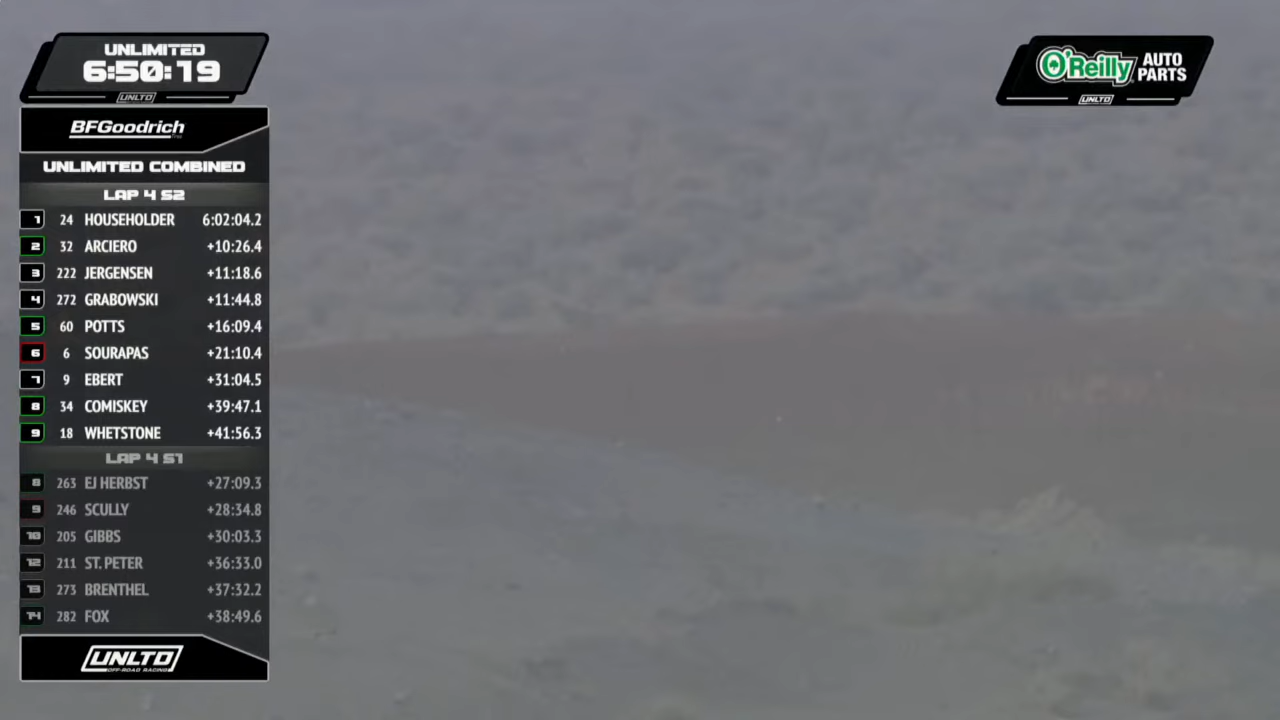 UNLIMITED
6:50:19
UNLTD
BFGoodrich
UNLIMITED COMBINED
LAP 4 S2
1 24 HOUSEHOLDER 6:02:04.2
2 32 ARCIERO +10:26.4
3 222 JERGENSEN +11:18.6
4 272 GRABOWSKI +11:44.8
5 60 POTTS +16:09.4
6 6 SOURAPAS +21:10.4
7 9 EBERT +31:04.5
8 34 COMISKEY +39:47.1
9 18 WHETSTONE +41:56.3
LAP 4 S1
8 263 EJ HERBST +27:09.3
9 246 SCULLY +28:34.8
10 205 GIBBS +30:03.3
12 211 ST. PETER +36:33.0
13 273 BRENTHEL +37:32.2
14 282 FOX +38:49.6
UNLTD
OFF-ROAD RACING
O'Reilly AUTO PARTS
UNLTD